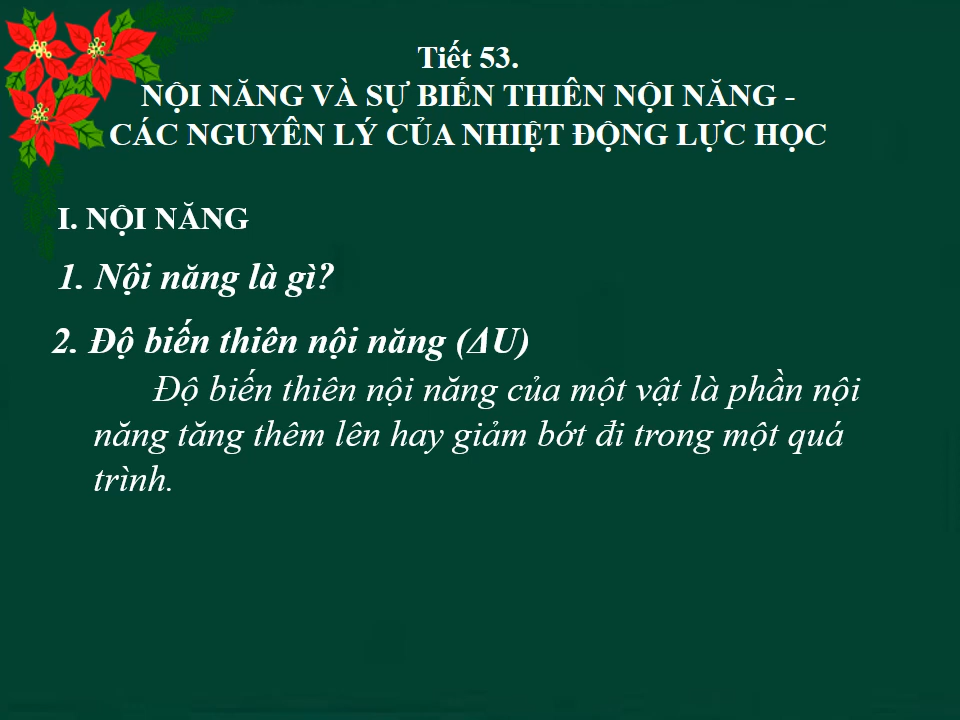 Tiết 53.
NỘI NĂNG VÀ SỰ BIẾN THIÊN NỘI NĂNG -
CÁC NGUYÊN LÝ CỦA NHIỆT ĐỘNG LỰC HỌC
I. NỘI NĂNG
1. Nội năng là gì?
2. Độ biến thiên nội năng (ΔU)
Độ biến thiên nội năng của một vật là phần nội
năng tăng thêm lên hay giảm bớt đi trong một quá
trình.